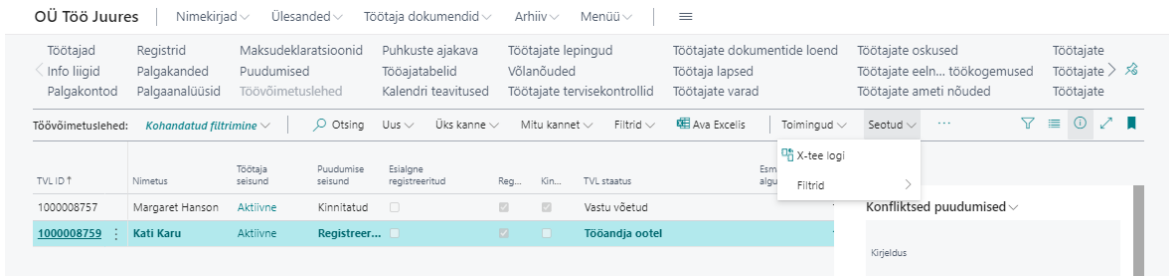 OÜ Töö Juures Nimekirjad Ülesanded Töötaja dokumendid Arhiiv Menüü
Töötajad Registrid Maksudeklaratsioonid Puhkuste ajakava Töötajate lepingud Töötajate dokumentide loend Töötajate oskused Töötajate
Info liigid Palgakanded Puudumised Tööajatabelid Võlanõuded Töötaja lapsed Töötajate eeln... töökogemused Töötajate
Palgakontod Palgaanalüüsid Töövõimetuslehed Kalendri teavitused Töötajate tervisekontrollid Töötajate varad Töötajate ameti nõuded Töötajate
Töövõimetuslehed: Kohandatud filtrimine Otsing Uus Üks kanne Mitu kannet Filtrid Ava Excelis Toimingud Seotud ...
X-tee logi
Filtrid
TVL ID ↑ Nimetus Töötaja seisund Puudumise seisund Esialgne registreeritud Reg... Kin... TVL staatus Esm algu
1000008757 Margaret Hanson Aktiivne Kinnitatud Vastu võetud
1000008759 Kati Karu Aktiivne Registreer... Tööandja ootel
Konfliktsed puudumised
Kirjeldus